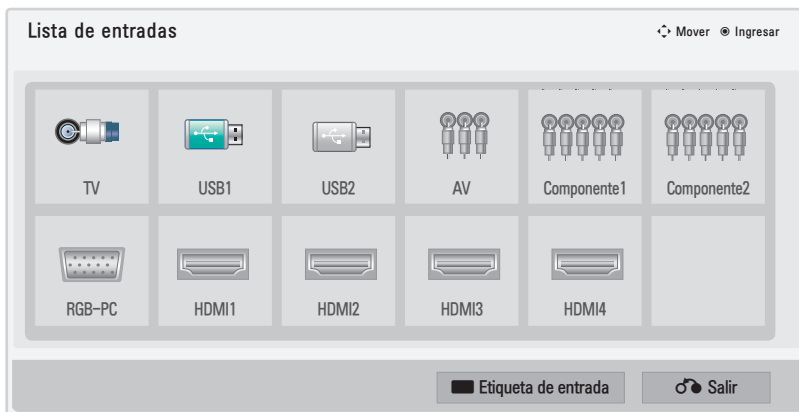 Lista de entradas
Mover Ingresar
TV USB1 USB2 AV Componente1 Componente2
RGB-PC HDMI1 HDMI2 HDMI3 HDMI4
Etiqueta de entrada Salir